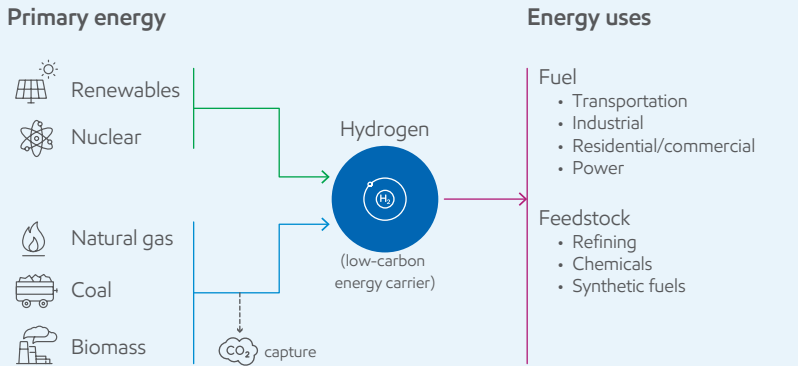 Primary energy
Renewables
Nuclear
Natural gas
Coal
Biomass
CO₂ capture
Hydrogen
H₂
(low-carbon
energy carrier)
Energy uses
Fuel
• Transportation
• Industrial
• Residential/commercial
• Power
Feedstock
• Refining
• Chemicals
• Synthetic fuels